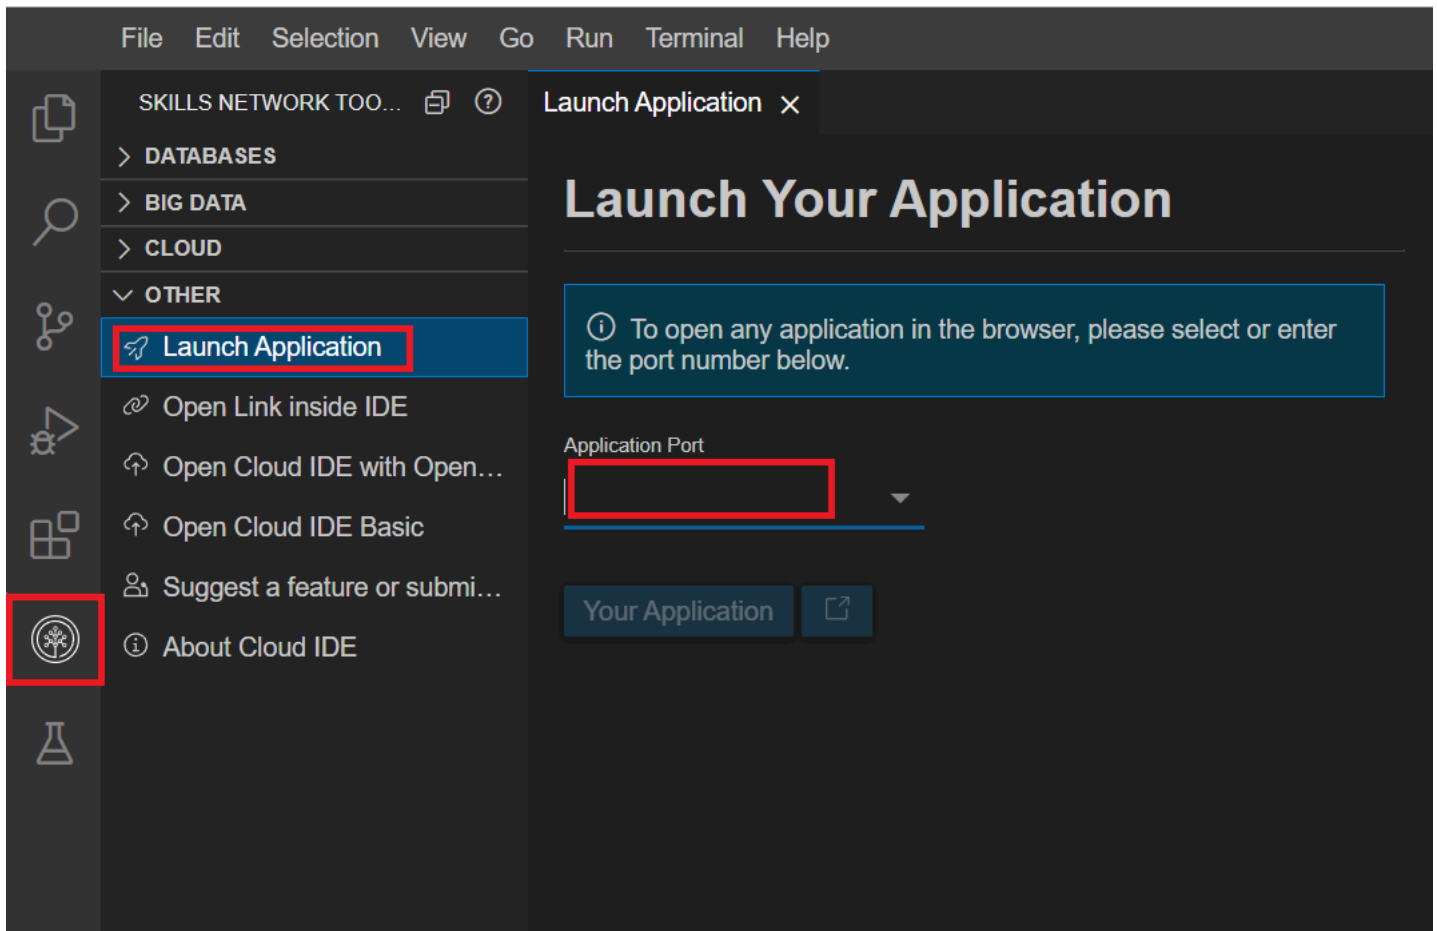 File Edit Selection View Go Run Terminal Help
SKILLS NETWORK TOO...
Launch Application
DATABASES
BIG DATA
CLOUD
OTHER
Launch Application
Open Link inside IDE
Open Cloud IDE with Open...
Open Cloud IDE Basic
Suggest a feature or submi...
About Cloud IDE
Launch Your Application
To open any application in the browser, please select or enter
the port number below.
Application Port
Your Application